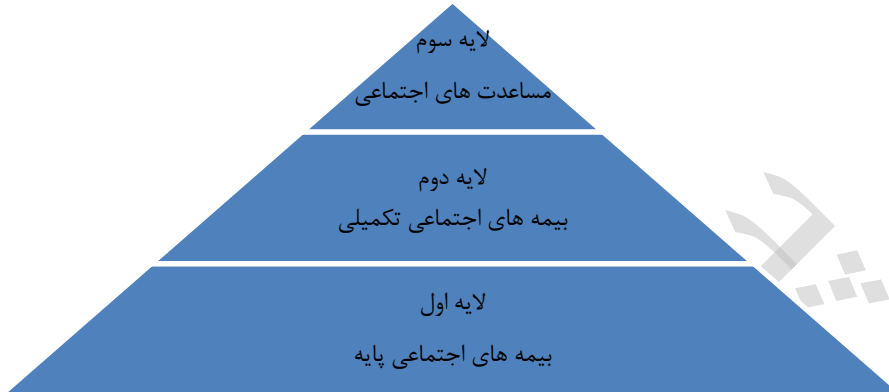 لایه سوم
مساعدت های اجتماعی
لایه دوم
بیمه های اجتماعی تکمیلی
لایه اول
بیمه های اجتماعی پایه